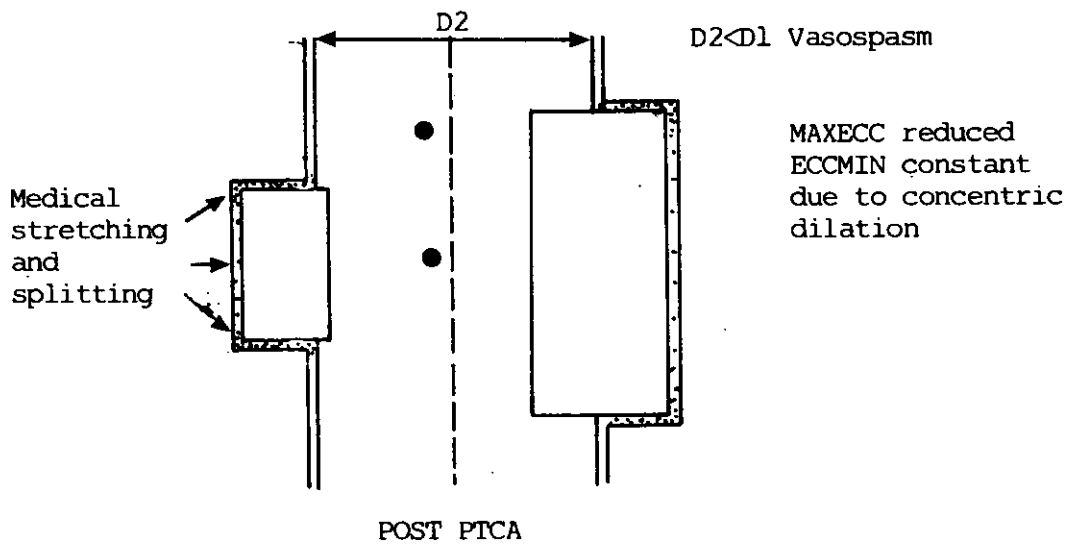 D2
D2<D1 Vasospasm
MAXECC reduced
ECCMIN constant
due to concentric
dilation
Medical
stretching
and
splitting
POST PTCA